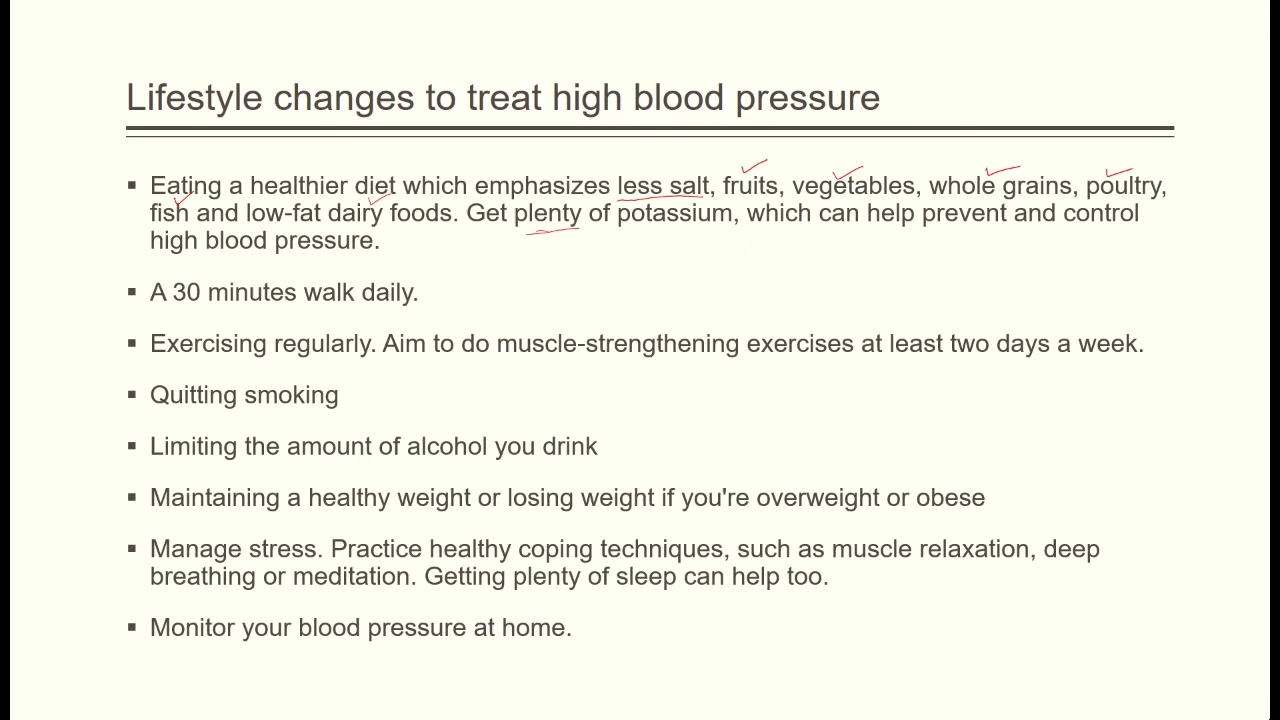 Lifestyle changes to treat high blood pressure
▪ Eating a healthier diet which emphasizes less salt, fruits, vegetables, whole grains, poultry,
fish and low-fat dairy foods. Get plenty of potassium, which can help prevent and control
high blood pressure.
▪ A 30 minutes walk daily.
▪ Exercising regularly. Aim to do muscle-strengthening exercises at least two days a week.
▪ Quitting smoking
▪ Limiting the amount of alcohol you drink
▪ Maintaining a healthy weight or losing weight if you're overweight or obese
▪ Manage stress. Practice healthy coping techniques, such as muscle relaxation, deep
breathing or meditation. Getting plenty of sleep can help too.
▪ Monitor your blood pressure at home.